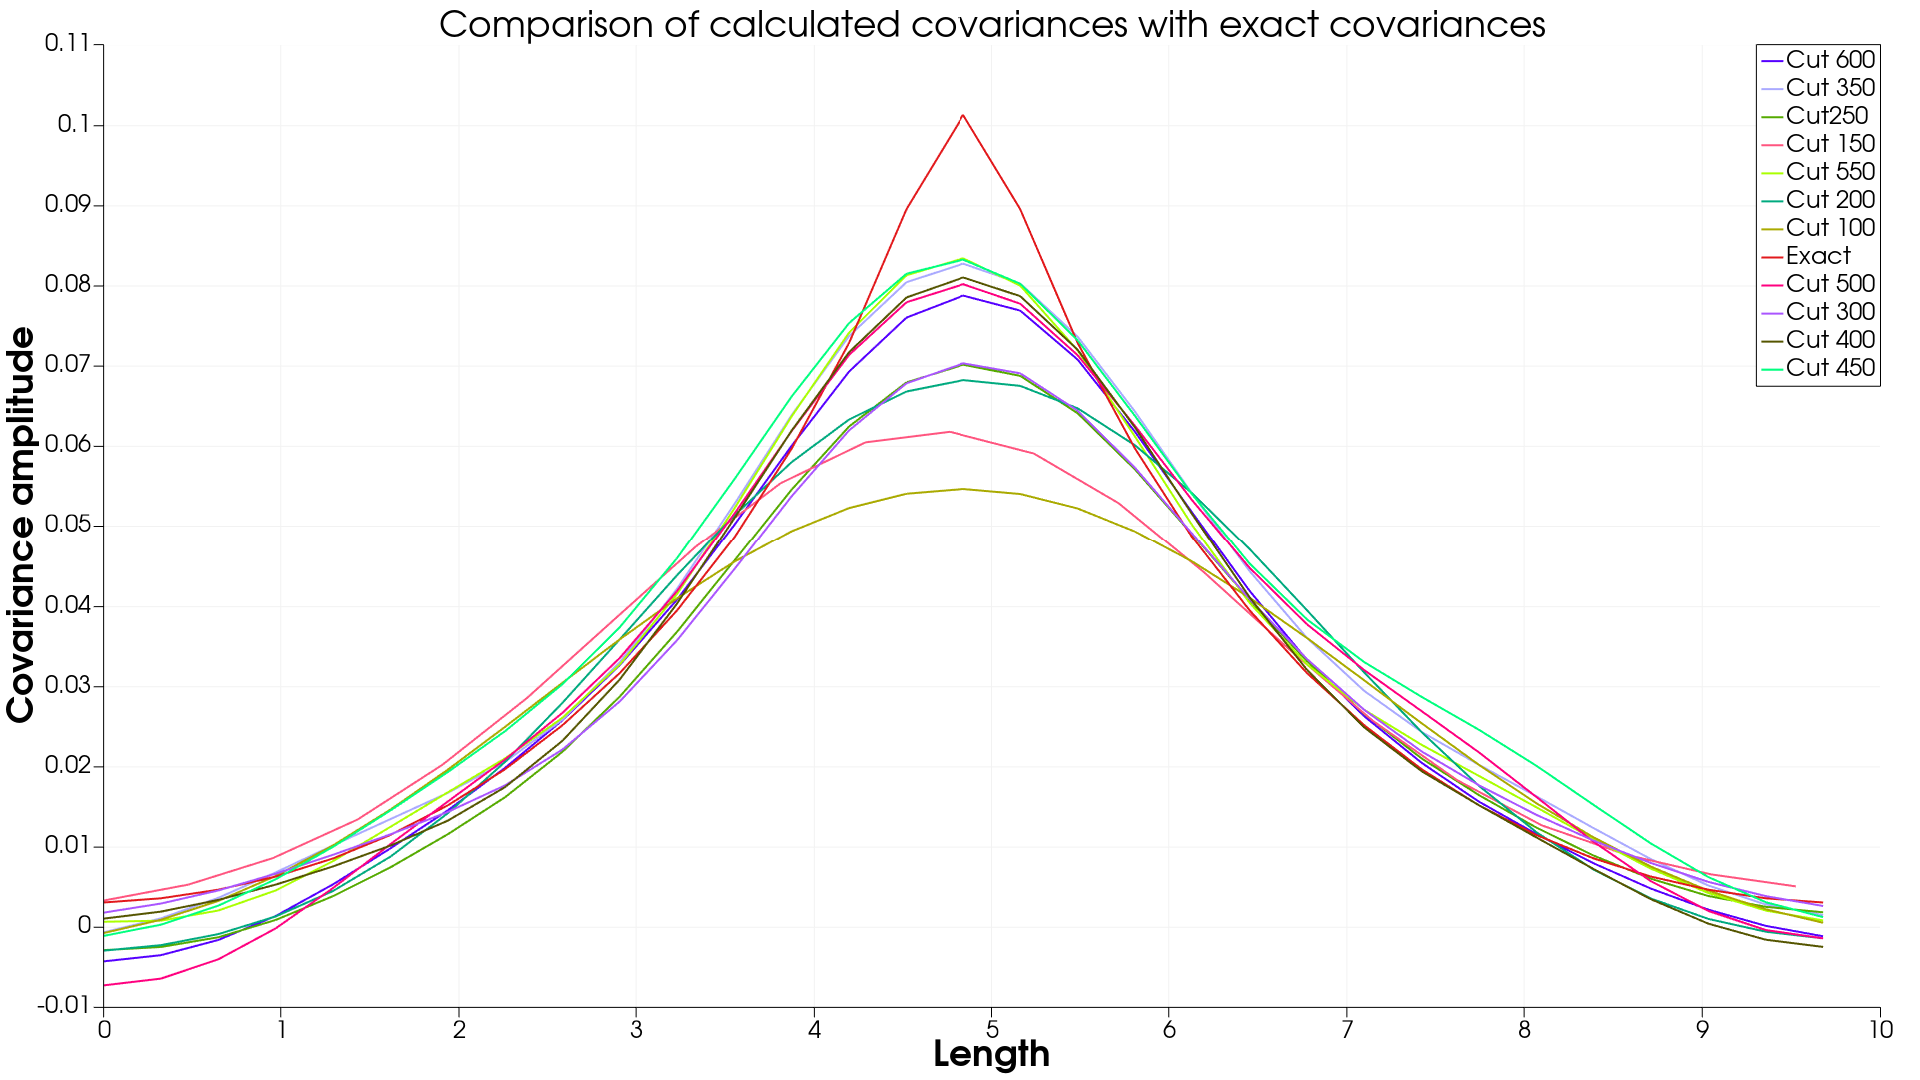 Comparison of calculated covariances with exact covariances
0.11
0.1
0.09
0.08
0.07
0.06
0.05
0.04
0.03
0.02
0.01
0
-0.01
Covariance amplitude
0 1 2 3 4 5 6 7 8 9 10
Length
Cut 600
Cut 350
Cut250
Cut 150
Cut 550
Cut 200
Cut 100
Exact
Cut 500
Cut 300
Cut 400
Cut 450